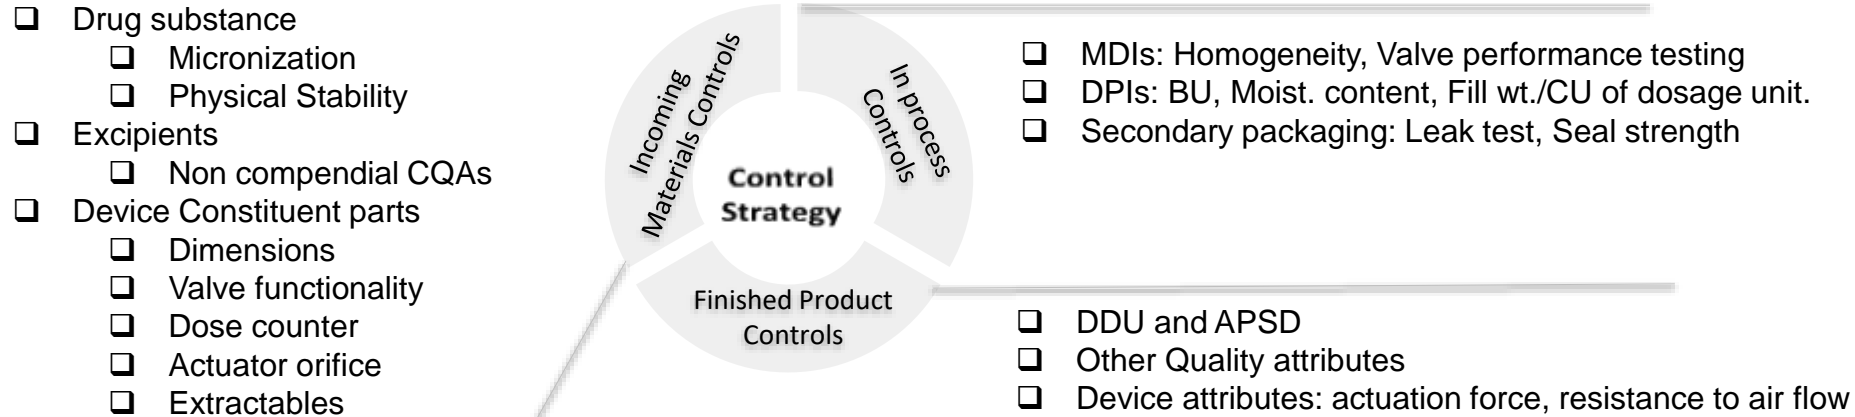 Drug substance
Micronization
Physical Stability
Excipients
Non compendial CQAs
Device Constituent parts
Dimensions
Valve functionality
Dose counter
Actuator orifice
Extractables
Incoming
Materials Controls
In process
Controls
Control
Strategy
Finished Product
Controls
MDIs: Homogeneity, Valve performance testing
DPIs: BU, Moist. content, Fill wt./CU of dosage unit.
Secondary packaging: Leak test, Seal strength
DDU and APSD
Other Quality attributes
Device attributes: actuation force, resistance to air flow